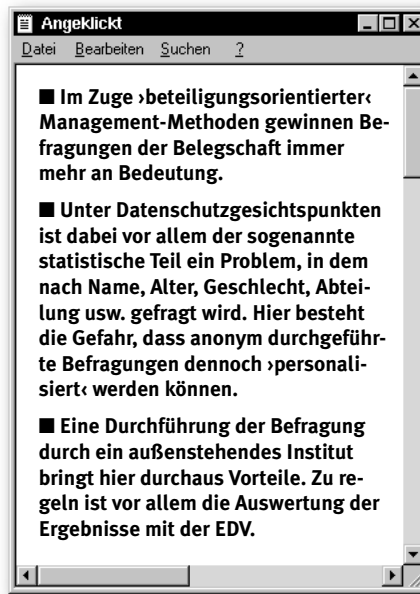 Angeklickt
Datei Bearbeiten Suchen ?
■ Im Zuge ›beteiligungsorientierter‹
Management-Methoden gewinnen Be-
fragungen der Belegschaft immer
mehr an Bedeutung.
■ Unter Datenschutzgesichtspunkten
ist dabei vor allem der sogenannte
statistische Teil ein Problem, in dem
nach Name, Alter, Geschlecht, Abtei-
lung usw. gefragt wird. Hier besteht
die Gefahr, dass anonym durchgeführ-
te Befragungen dennoch ›personali-
siert‹ werden können.
■ Eine Durchführung der Befragung
durch ein außenstehendes Institut
bringt hier durchaus Vorteile. Zu re-
geln ist vor allem die Auswertung der
Ergebnisse mit der EDV.